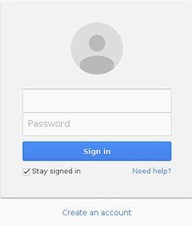 Password
Sign in
Stay signed in Need help?
Create an account